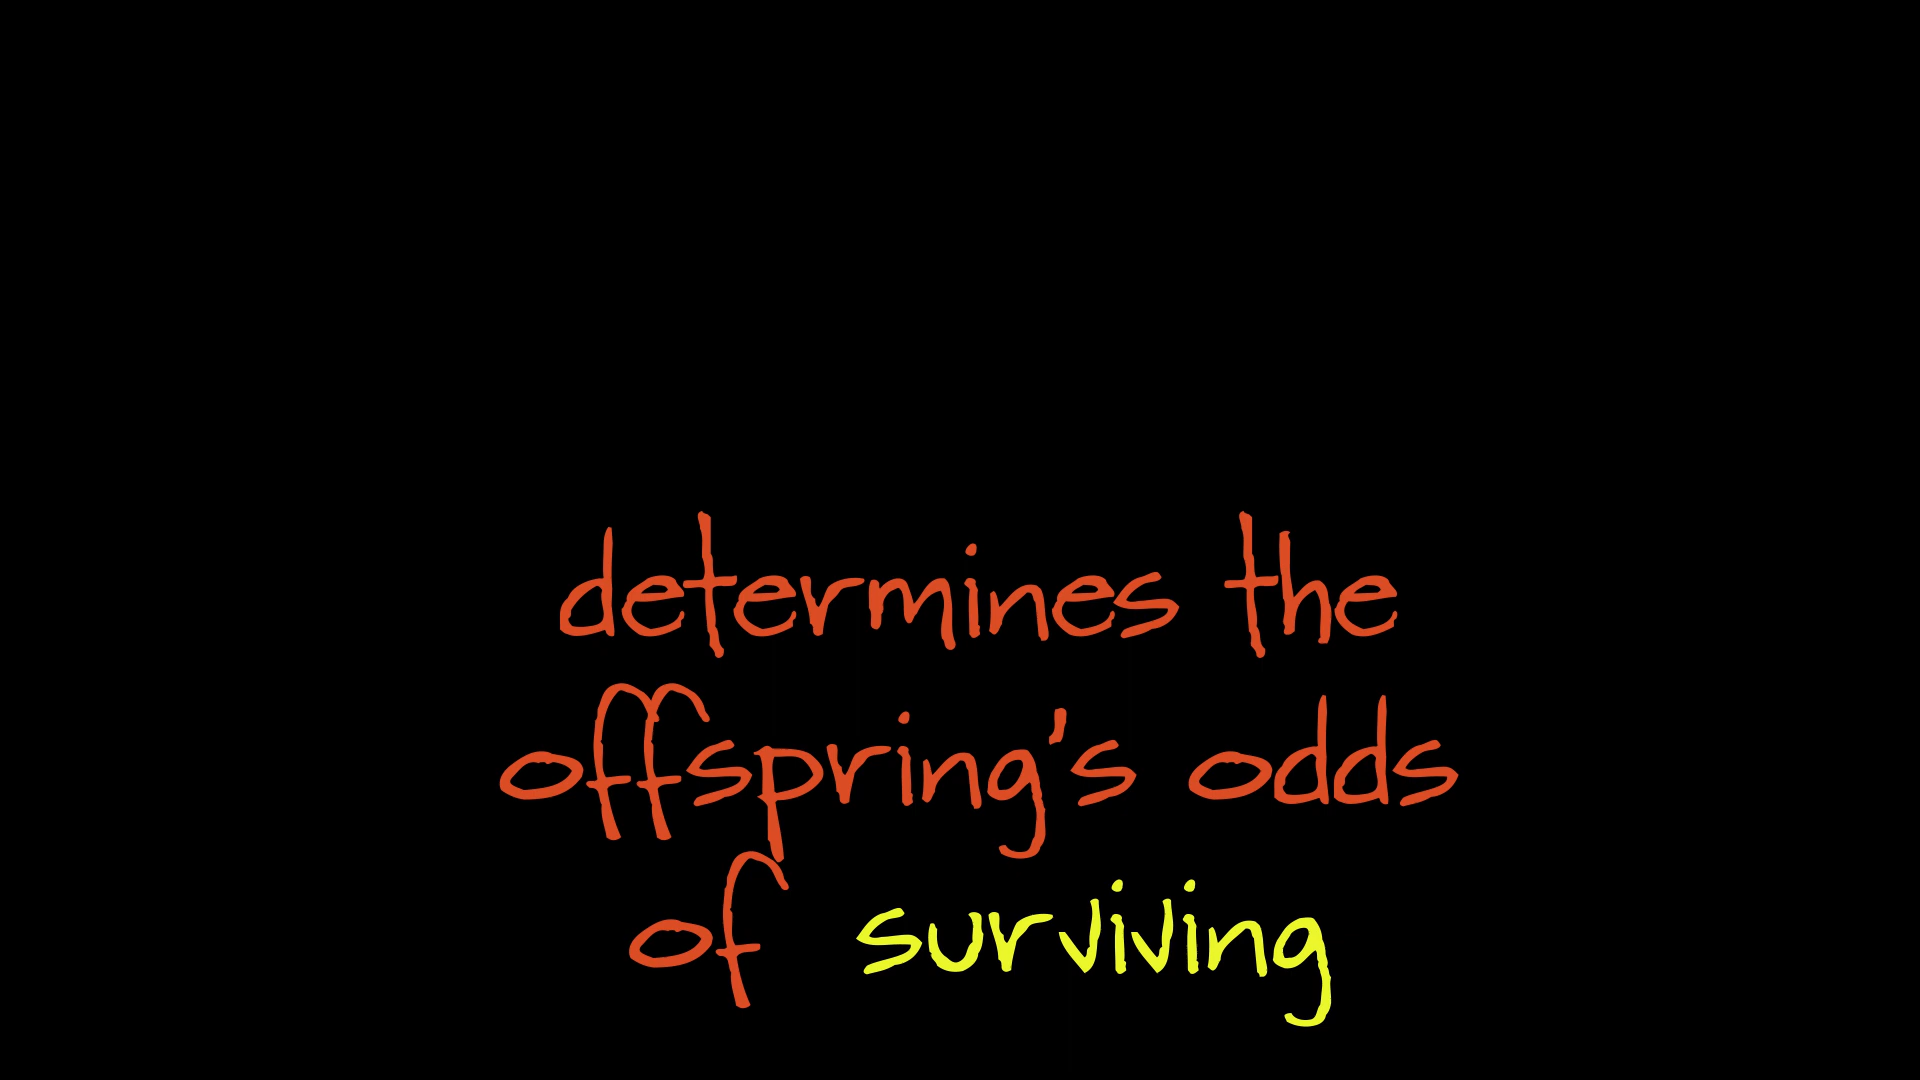 determines the
offspring's odds
of surviving